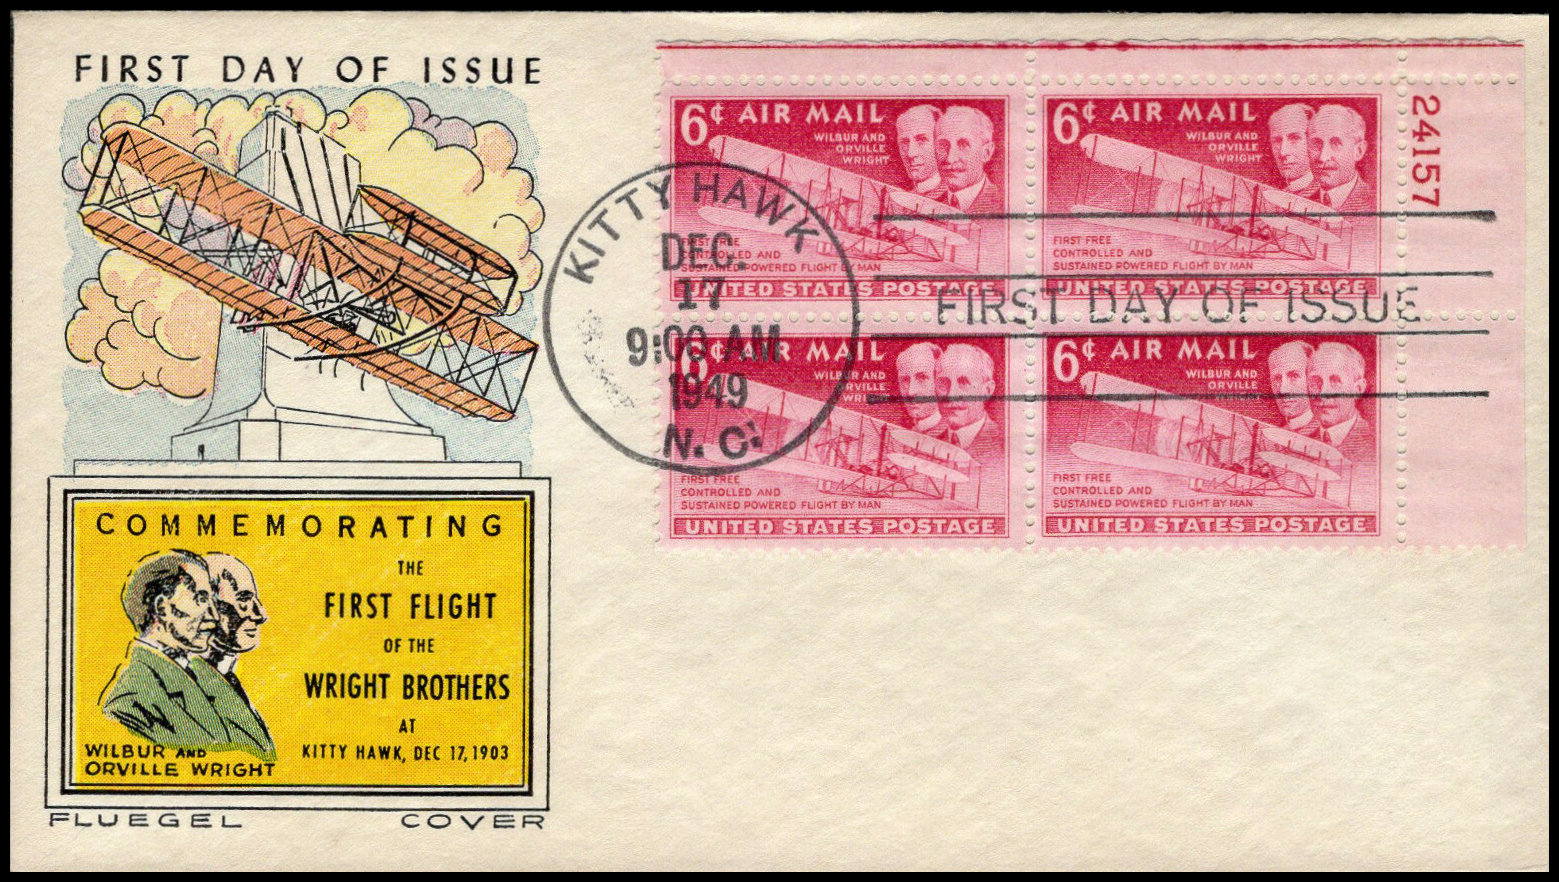 FIRST DAY OF ISSUE
COMMEMORATING
THE
FIRST FLIGHT
OF THE
WRIGHT BROTHERS
AT
KITTY HAWK, DEC 17, 1903
WILBUR AND
ORVILLE WRIGHT
FLUEGEL COVER
KITTY HAWK
DEC.
17
9:00 AM
1949
N. C.
FIRST DAY OF ISSUE
6¢ AIR MAIL
WILBUR AND
ORVILLE
WRIGHT
FIRST FREE
CONTROLLED AND
SUSTAINED POWERED FLIGHT BY MAN
UNITED STATES POSTAGE
6¢ AIR MAIL
WILBUR AND
ORVILLE
WRIGHT
FIRST FREE
CONTROLLED AND
SUSTAINED POWERED FLIGHT BY MAN
UNITED STATES POSTAGE
24157
6¢ AIR MAIL
WILBUR AND
ORVILLE
WRIGHT
FIRST FREE
CONTROLLED AND
SUSTAINED POWERED FLIGHT BY MAN
UNITED STATES POSTAGE
6¢ AIR MAIL
WILBUR AND
ORVILLE
FIRST FREE
CONTROLLED AND
SUSTAINED POWERED FLIGHT BY MAN
UNITED STATES POSTAGE